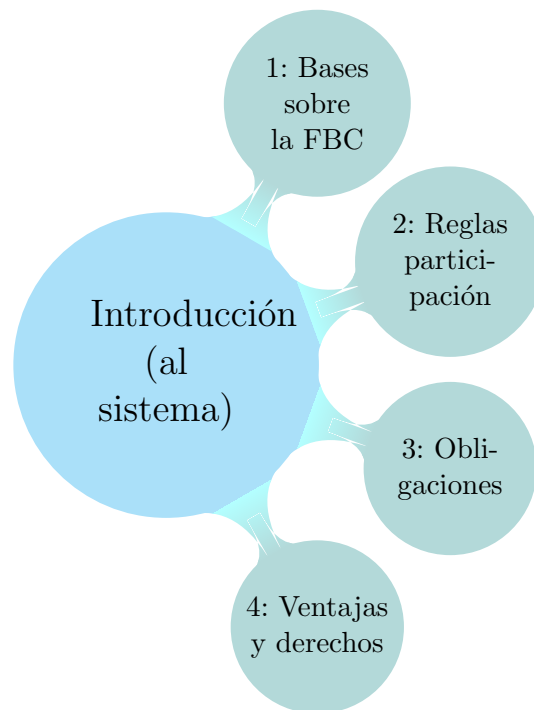 1: Bases
sobre
la FBC
2: Reglas
partici-
pación
Introducción
(al
sistema)
3: Obli-
gaciones
4: Ventajas
y derechos